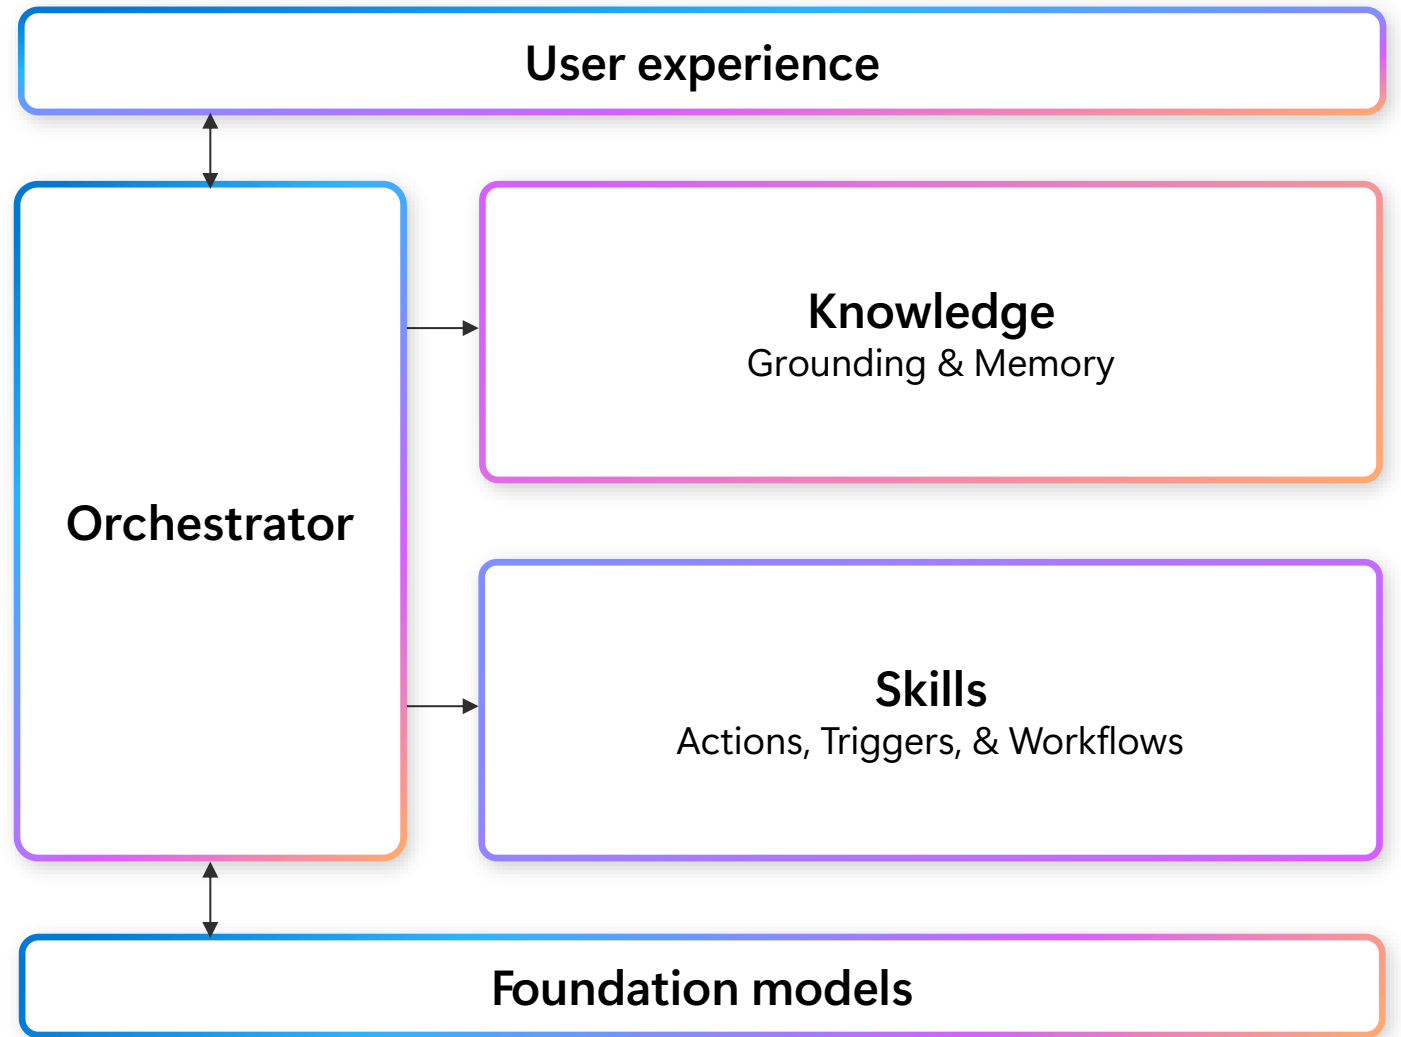 User experience
Knowledge
Grounding & Memory
Orchestrator
Skills
Actions, Triggers, & Workflows
Foundation models